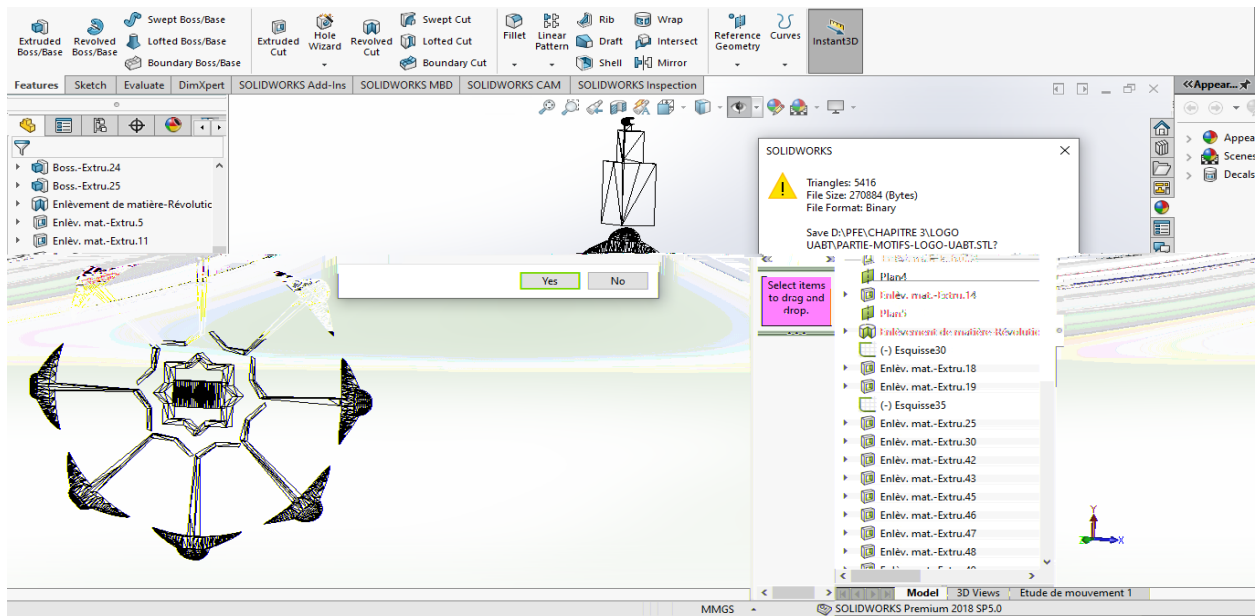 Extruded Boss/Base
Revolved Boss/Base
Swept Boss/Base
Lofted Boss/Base
Boundary Boss/Base
Extruded Cut
Hole Wizard
Revolved Cut
Swept Cut
Lofted Cut
Boundary Cut
Fillet
Linear Pattern
Rib
Draft
Shell
Wrap
Intersect
Mirror
Reference Geometry
Curves
Instant3D
Features
Sketch
Evaluate
DimXpert
SOLIDWORKS Add-Ins
SOLIDWORKS MBD
SOLIDWORKS CAM
SOLIDWORKS Inspection
Appear...
Appea
Scenes
Decals
Boss.-Extru.24
Boss.-Extru.25
Enlèvement de matière-Révolutic
Enlèv. mat.-Extru.5
Enlèv. mat.-Extru.11
SOLIDWORKS
Triangles: 5416
File Size: 270884 (Bytes)
File Format: Binary
Save D:\PFE\CHAPITRE 3\LOGO
UABT\PARTIE-MOTIFS-LOGO-UABT.STL?
Yes
No
Select items
to drag and
drop.
Plan4
Enlèv. mat.-Extru.14
Plan5
Enlèvement de matière-Révolutic
(-) Esquisse30
Enlèv. mat.-Extru.18
Enlèv. mat.-Extru.19
(-) Esquisse35
Enlèv. mat.-Extru.25
Enlèv. mat.-Extru.30
Enlèv. mat.-Extru.42
Enlèv. mat.-Extru.43
Enlèv. mat.-Extru.45
Enlèv. mat.-Extru.46
Enlèv. mat.-Extru.47
Enlèv. mat.-Extru.48
Y
X
Model
3D Views
Etude de mouvement 1
MMGS
SOLIDWORKS Premium 2018 SP5.0